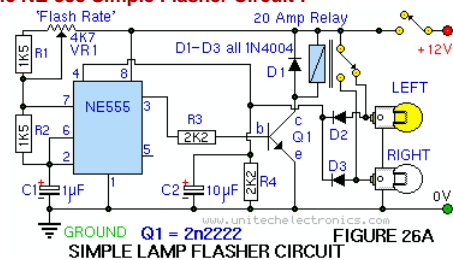 'Flash Rate'
20 Amp Relay
R1
1K5
4K7
VR1
D1-D3 all 1N4004
+12V
4
8
D1
7
NE555
3
LEFT
R3
R2
1K5
6
2K2
b
c
Q1
D2
2
5
e
RIGHT
D3
C1
1µF
1
C2
10µF
2K2
R4
0V
www.unitechelectronics.com
GROUND
Q1 = 2n2222
FIGURE 26A
SIMPLE LAMP FLASHER CIRCUIT